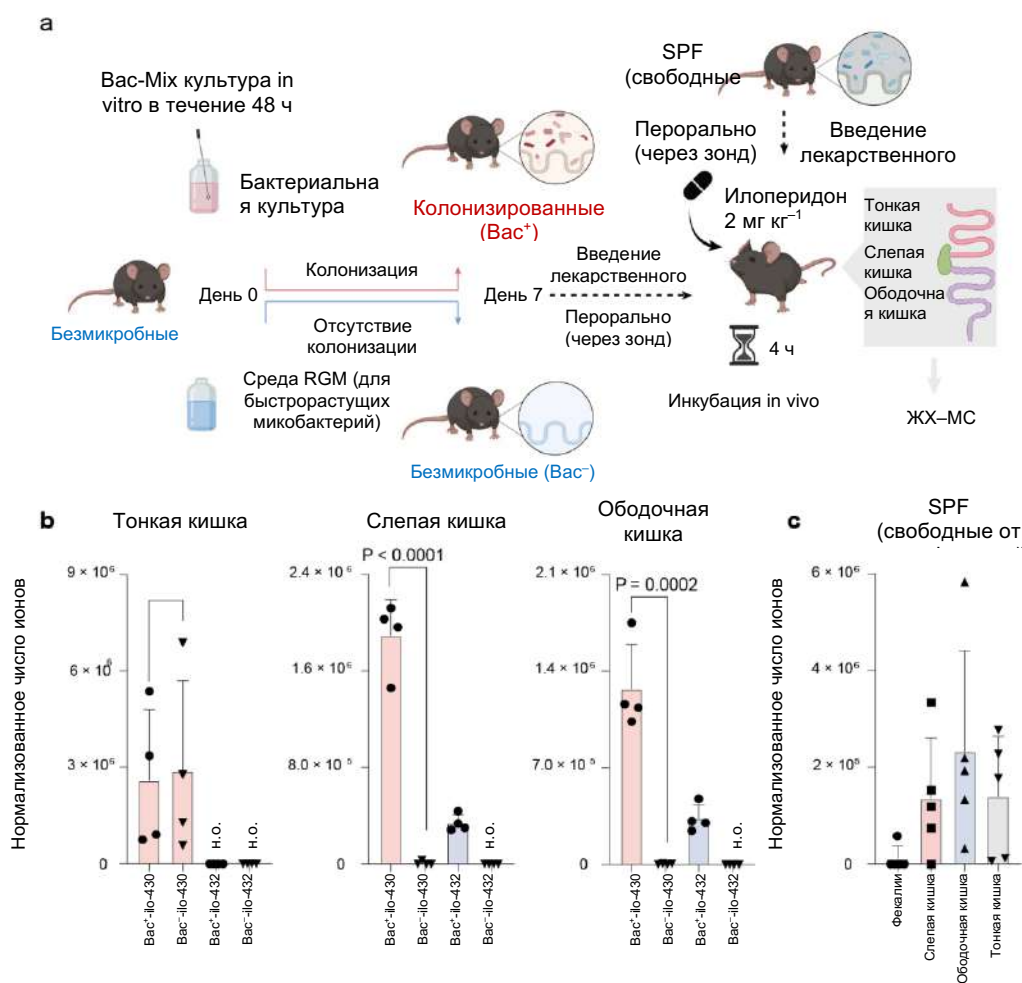 a
Bac-Mix культура in
vitro в течение 48 ч
Бактериальна
я культура
Колонизированные
(Bac⁺)
SPF
(свободные
Перорально
(через зонд)
Введение
лекарственного
Илоперидон
2 мг кг⁻¹
Тонкая
кишка
Слепая
кишка
Ободочна
я кишка
Безмикробные
День 0
Колонизация
Отсутствие
колонизации
День 7
Введение
лекарственного
Перорально
(через зонд)
4 ч
Инкубация in vivo
ЖХ–МС
Среда RGM (для
быстрорастущих
микобактерий)
Безмикробные (Bac⁻)
b
Нормализованное число ионов
Тонкая кишка
9 × 10⁶
6 × 10⁶
3 × 10⁶
0
n.o.
n.o.
Bac⁺-ilo-430
Bac⁻-ilo-430
Bac⁺-ilo-432
Bac⁻-ilo-432
Слепая кишка
P < 0.0001
2.4 × 10⁶
1.6 × 10⁶
8.0 × 10⁵
0
n.o.
Bac⁺-ilo-430
Bac⁻-ilo-430
Bac⁺-ilo-432
Bac⁻-ilo-432
Ободочная
кишка
P = 0.0002
2.1 × 10⁶
1.4 × 10⁶
7.0 × 10⁵
0
n.o.
Bac⁺-ilo-430
Bac⁻-ilo-430
Bac⁺-ilo-432
Bac⁻-ilo-432
c
SPF
(свободные от
Нормализованное число ионов
6 × 10⁶
4 × 10⁶
2 × 10⁶
0
Фекалии
Слепая кишка
Ободочная кишка
Тонкая кишка